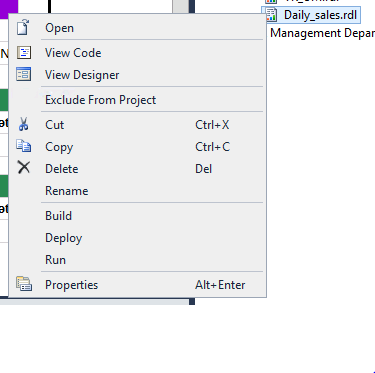 Daily_sales.rdl
Management Depar
Open
View Code
View Designer
Exclude From Project
Cut Ctrl+X
Copy Ctrl+C
Delete Del
Rename
Build
Deploy
Run
Properties Alt+Enter